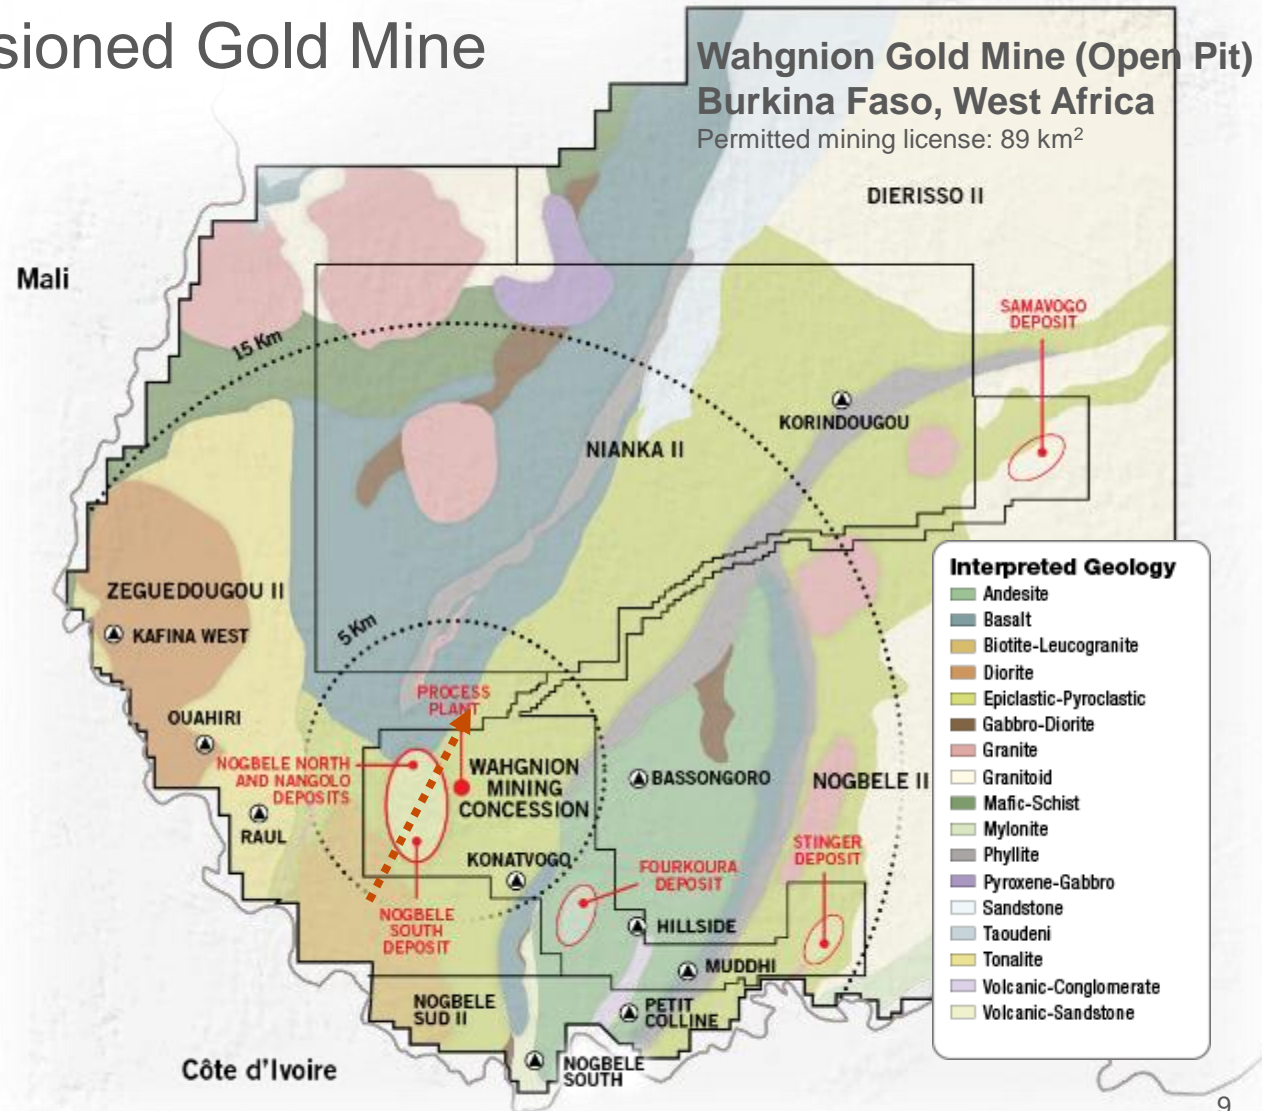 sioned Gold Mine
Wahgnion Gold Mine (Open Pit)
Burkina Faso, West Africa
Permitted mining license: 89 km²
DIERISSO II
Mali
SAMAVOGO
DEPOSIT
15 Km
KORINDOUGOU
NIANKA II
ZEGUEDOUGOU II
KAFINA WEST
5 Km
PROCESS
PLANT
OUAHIRI
NOGBELE NORTH
AND NANGOLO
DEPOSITS
WAHGNION
MINING
CONCESSION
BASSONGORO
NOGBELE II
RAUL
KONATVOGO
FOURKOURA
DEPOSIT
STINGER
DEPOSIT
NOGBELE
SOUTH
DEPOSIT
HILLSIDE
MUDDHI
NOGBELE
SUD II
PETIT
COLLINE
Côte d'Ivoire
NOGBELE
SOUTH
Interpreted Geology
Andesite
Basalt
Biotite-Leucogranite
Diorite
Epiclastic-Pyroclastic
Gabbro-Diorite
Granite
Granitoid
Mafic-Schist
Mylonite
Phyllite
Pyroxene-Gabbro
Sandstone
Taoudeni
Tonalite
Volcanic-Conglomerate
Volcanic-Sandstone
9